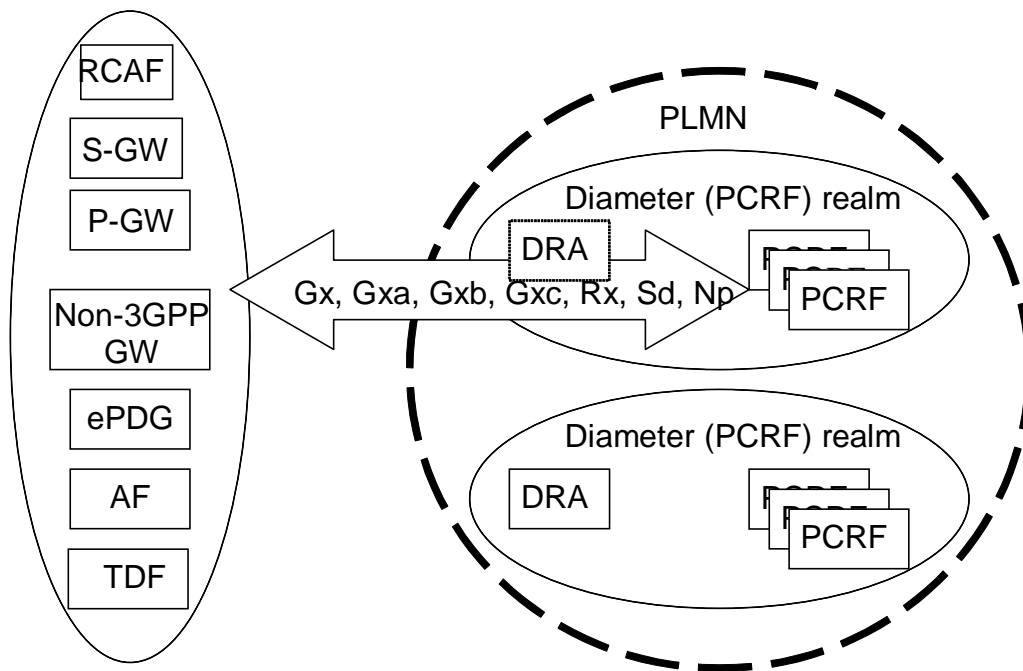 RCAF
S-GW
P-GW
Non-3GPP
GW
ePDG
AF
TDF
PLMN
Diameter (PCRF) realm
DRA
Gx, Gxa, Gxb, Gxc, Rx, Sd, Np
PCRF
Diameter (PCRF) realm
DRA
PCRF